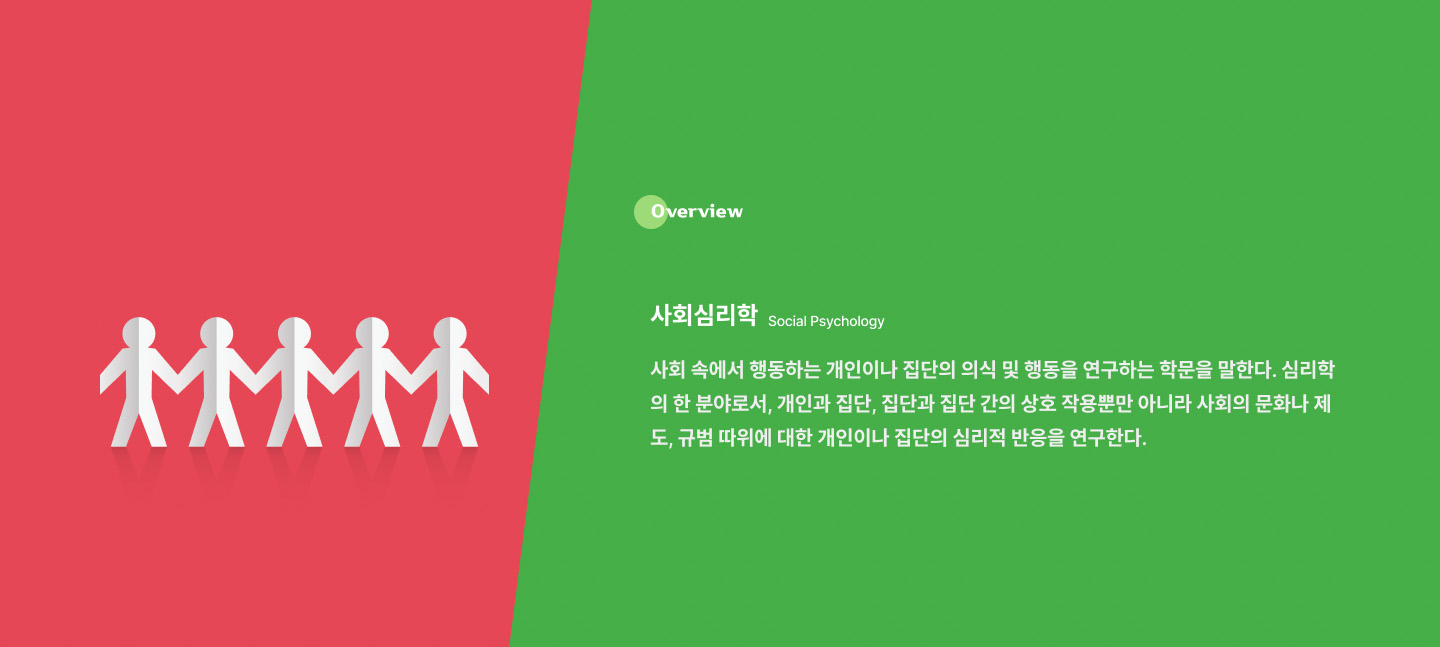 Overview
사회심리학 Social Psychology
사회 속에서 행동하는 개인이나 집단의 의식 및 행동을 연구하는 학문을 말한다. 심리학
의 한 분야로서, 개인과 집단, 집단과 집단 간의 상호 작용뿐만 아니라 사회의 문화나 제
도, 규범 따위에 대한 개인이나 집단의 심리적 반응을 연구한다.